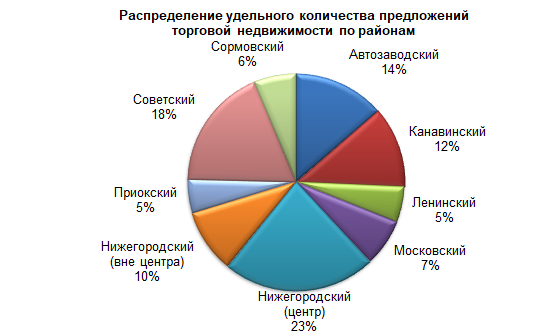 Распределение удельного количества предложений
торговой недвижимости по районам
Сормовский
6%
Автозаводский
14%
Советский
18%
Канавинский
12%
Приокский
5%
Ленинский
5%
Нижегородский
(вне центра)
10%
Московский
7%
Нижегородский
(центр)
23%